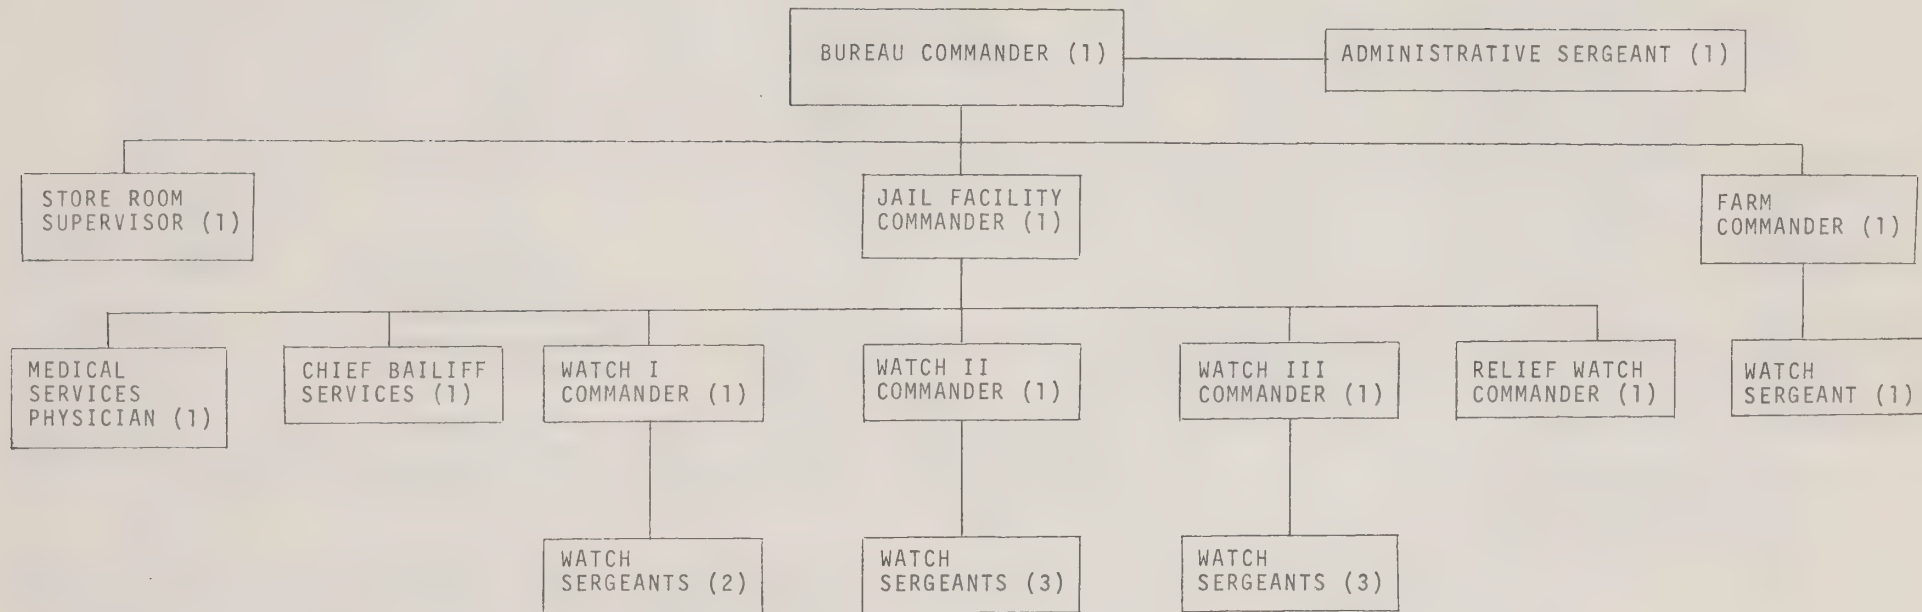 BUREAU COMMANDER (1)
ADMINISTRATIVE SERGEANT (1)
STORE ROOM
SUPERVISOR (1)
JAIL FACILITY
COMMANDER (1)
FARM
COMMANDER (1)
MEDICAL
SERVICES
PHYSICIAN (1)
CHIEF BAILIFF
SERVICES (1)
WATCH I
COMMANDER (1)
WATCH II
COMMANDER (1)
WATCH III
COMMANDER (1)
RELIEF WATCH
COMMANDER (1)
WATCH
SERGEANT (1)
WATCH
SERGEANTS (2)
WATCH
SERGEANTS (3)
WATCH
SERGEANTS (3)